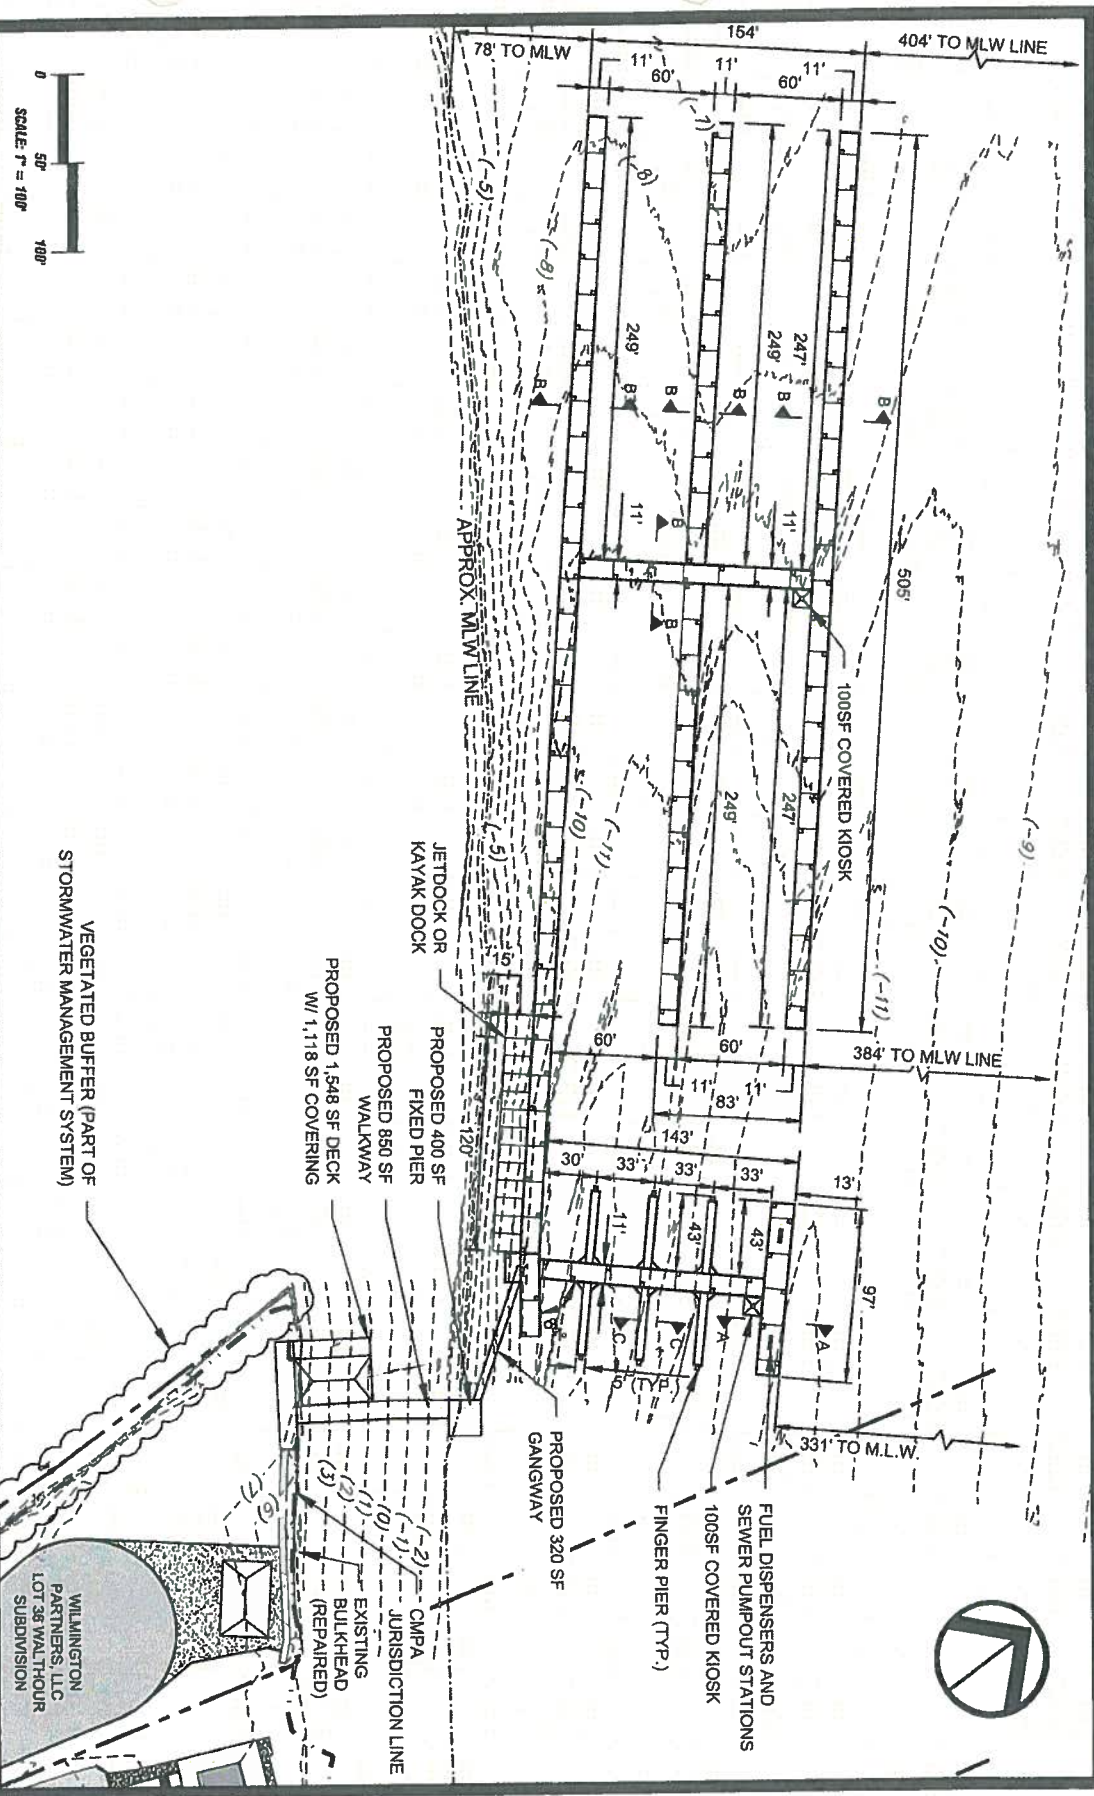 78' TO MLW
154'
404' TO MLW LINE
11'
60'
11'
60'
11'
(-7)
(-8)
(-5)
(-8)
249'
249'
247'
505'
B
B
B
B
B
B
11'
11'
B
B
APPROX. MLW LINE
100SF COVERED KIOSK
249'
247'
(-10)
(-11)
(-5)
(-9)
(-10)
(-11)
JETDOCK OR
KAYAK DOCK
15'
60'
60'
11'
11'
83'
384' TO MLW LINE
143'
30'
33'
33'
33'
13'
120'
11'
43'
43'
97'
8'
C
C
A
A
5' (TYP.)
331' TO M.L.W.
PROPOSED 400 SF
FIXED PIER
PROPOSED 850 SF
WALKWAY
PROPOSED 1,548 SF DECK
W/ 1,118 SF COVERING
VEGETATED BUFFER (PART OF
STORMWATER MANAGEMENT SYSTEM)
PROPOSED 320 SF
GANGWAY
FINGER PIER (TYP.)
100SF COVERED KIOSK
FUEL DISPENSERS AND
SEWER PUMPOUT STATIONS
(-2)
(-1)
(0)
(1)
(2)
(3)
(6)
(7)
CMPA
JURISDICTION LINE
EXISTING
BULKHEAD
(REPAIRED)
WILMINGTON
PARTNERS, LLC
LOT 36 WALTHOUR
SUBDIVISION
0 50' 100'
SCALE: 1" = 100'